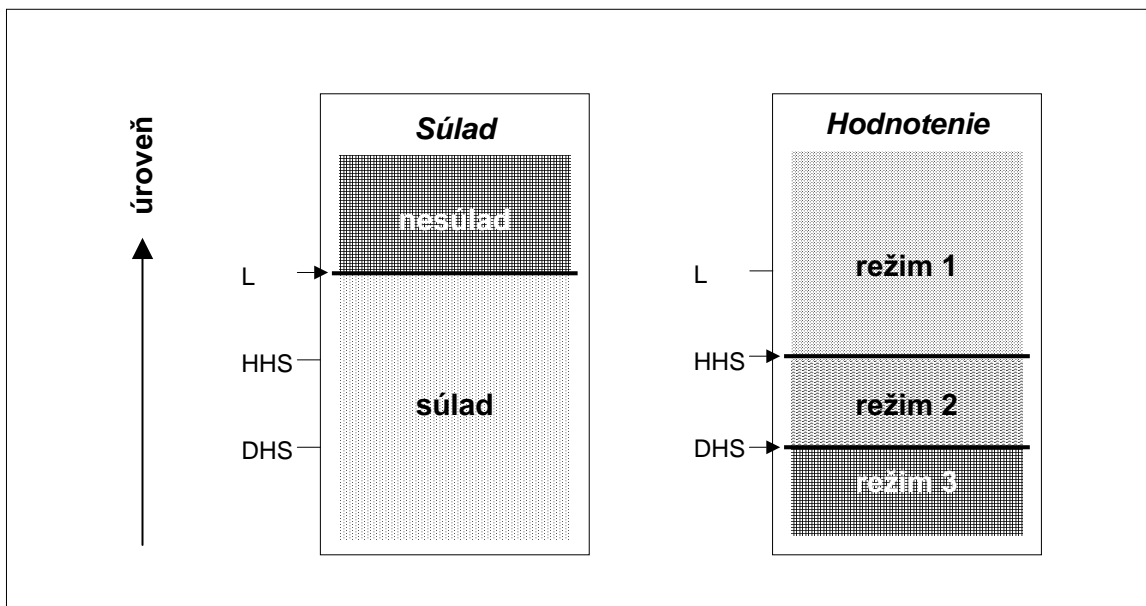 úroveň
Súlad
nesúlad
L
HHS
súlad
DHS
Hodnotenie
režim 1
L
HHS
režim 2
DHS
režim 3